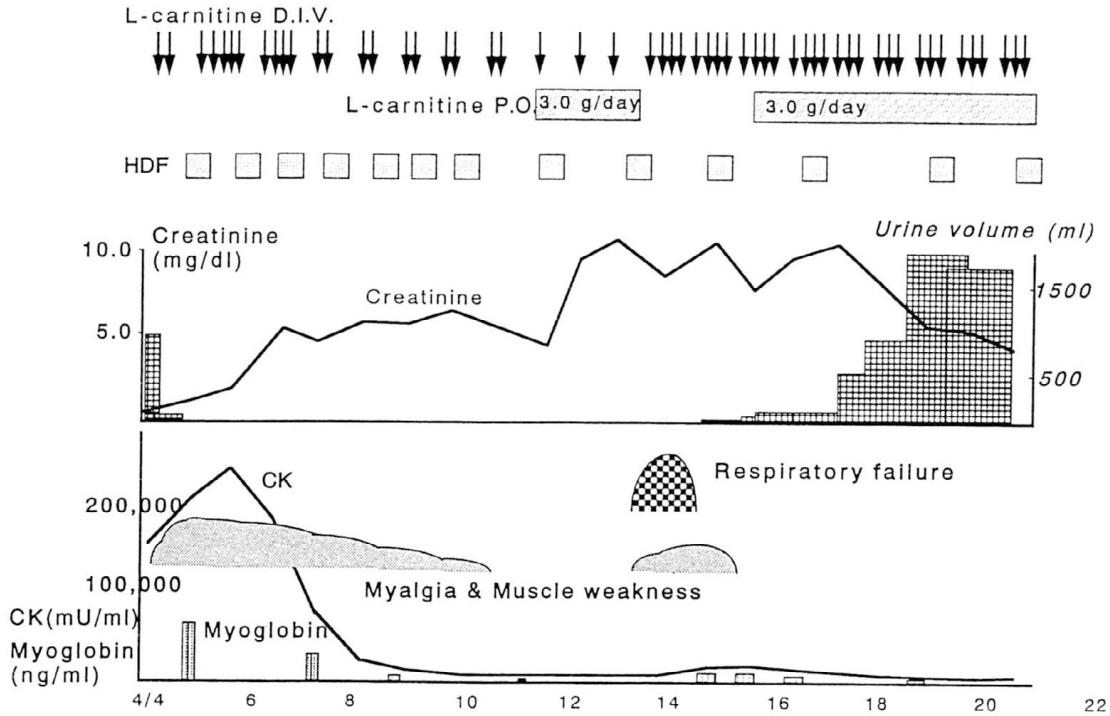 L-carnitine D.I.V.
L-carnitine P.O.
3.0 g/day
3.0 g/day
HDF
Creatinine
(mg/dl)
Urine volume (ml)
10.0
5.0
Creatinine
1500
500
CK
Respiratory failure
200,000
100,000
Myalgia & Muscle weakness
CK(mU/ml)
Myoglobin
Myoglobin
(ng/ml)
4/4 6 8 10 12 14 16 18 20 22